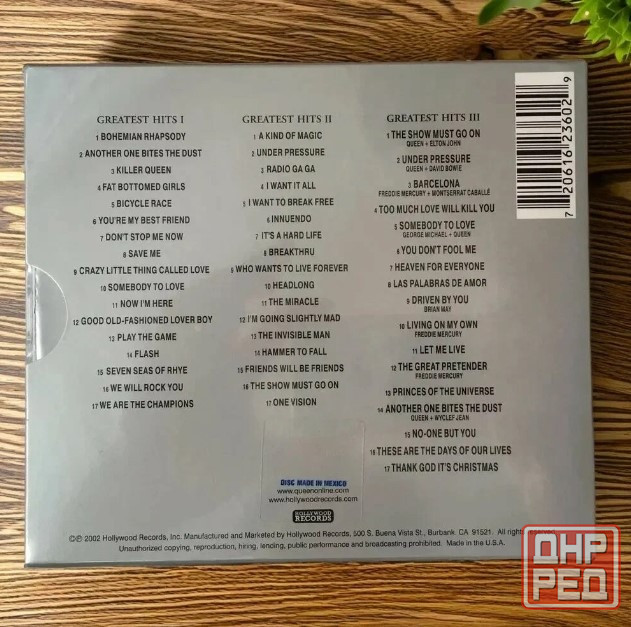 GREATEST HITS I
1 BOHEMIAN RHAPSODY
2 ANOTHER ONE BITES THE DUST
3 KILLER QUEEN
4 FAT BOTTOMED GIRLS
5 BICYCLE RACE
6 YOU'RE MY BEST FRIEND
7 DON'T STOP ME NOW
8 SAVE ME
9 CRAZY LITTLE THING CALLED LOVE
10 SOMEBODY TO LOVE
11 NOW I'M HERE
12 GOOD OLD-FASHIONED LOVER BOY
13 PLAY THE GAME
14 FLASH
15 SEVEN SEAS OF RHYE
16 WE WILL ROCK YOU
17 WE ARE THE CHAMPIONS
GREATEST HITS II
1 A KIND OF MAGIC
2 UNDER PRESSURE
3 RADIO GA GA
4 I WANT IT ALL
5 I WANT TO BREAK FREE
6 INNUENDO
7 IT'S A HARD LIFE
8 BREAKTHRU
9 WHO WANTS TO LIVE FOREVER
10 HEADLONG
11 THE MIRACLE
12 I'M GOING SLIGHTLY MAD
13 THE INVISIBLE MAN
14 HAMMER TO FALL
15 FRIENDS WILL BE FRIENDS
16 THE SHOW MUST GO ON
17 ONE VISION
GREATEST HITS III
1 THE SHOW MUST GO ON
QUEEN + ELTON JOHN
2 UNDER PRESSURE
QUEEN + DAVID BOWIE
3 BARCELONA
FREDDIE MERCURY + MONTSERRAT CABALLÉ
4 TOO MUCH LOVE WILL KILL YOU
5 SOMEBODY TO LOVE
GEORGE MICHAEL + QUEEN
6 YOU DON'T FOOL ME
7 HEAVEN FOR EVERYONE
8 LAS PALABRAS DE AMOR
9 DRIVEN BY YOU
BRIAN MAY
10 LIVING ON MY OWN
FREDDIE MERCURY
11 LET ME LIVE
12 THE GREAT PRETENDER
FREDDIE MERCURY
13 PRINCES OF THE UNIVERSE
14 ANOTHER ONE BITES THE DUST
QUEEN + WYCLEF JEAN
15 NO-ONE BUT YOU
16 THESE ARE THE DAYS OF OUR LIVES
17 THANK GOD IT'S CHRISTMAS
7 20616 23602 9
DISC MADE IN MEXICO
www.queenonline.com
www.hollywoodrecords.com
HOLLYWOOD
RECORDS
©℗ 2002 Hollywood Records, Inc. Manufactured and Marketed by Hollywood Records, 500 S. Buena Vista St., Burbank, CA 91521. All rights reserved.
Unauthorized copying, reproduction, hiring, lending, public performance and broadcasting prohibited. Made in the U.S.A.
ДНР
РЕД